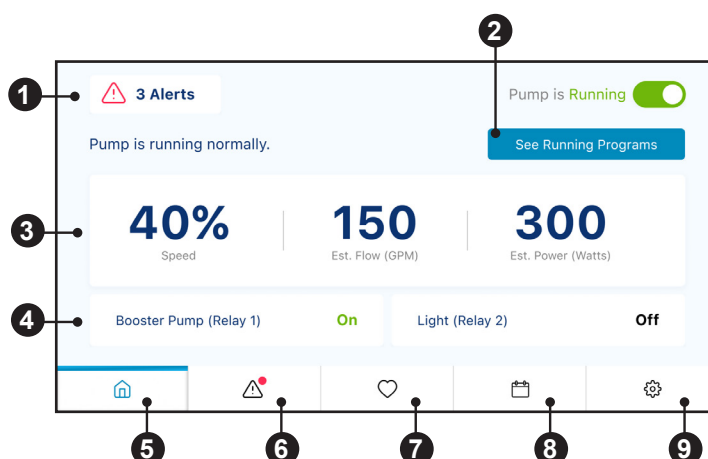 2
1
3 Alerts
Pump is Running
Pump is running normally.
See Running Programs
3
40%
150
300
Speed
Est. Flow (GPM)
Est. Power (Watts)
4
Booster Pump (Relay 1)
On
Light (Relay 2)
Off
5
6
7
8
9